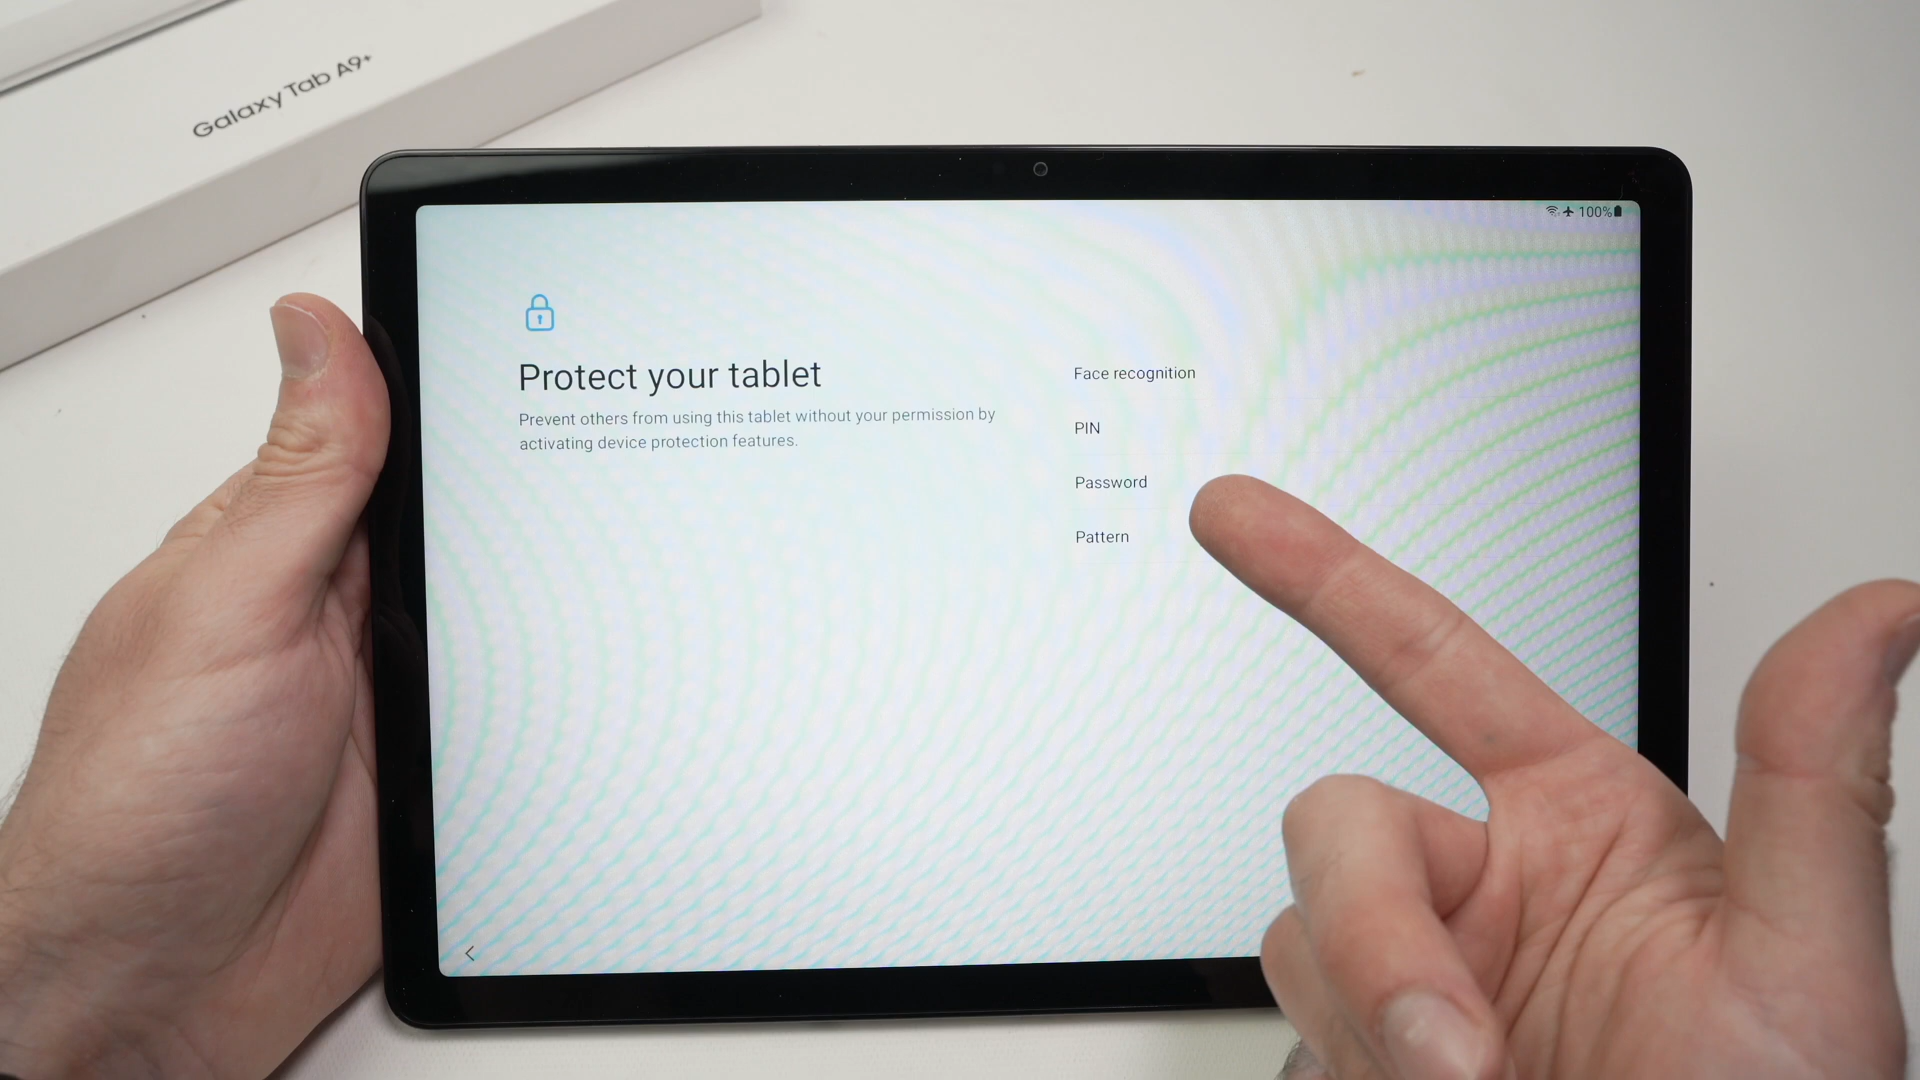 Galaxy Tab A9+
100%
Protect your tablet
Prevent others from using this tablet without your permission by
activating device protection features.
Face recognition
PIN
Password
Pattern